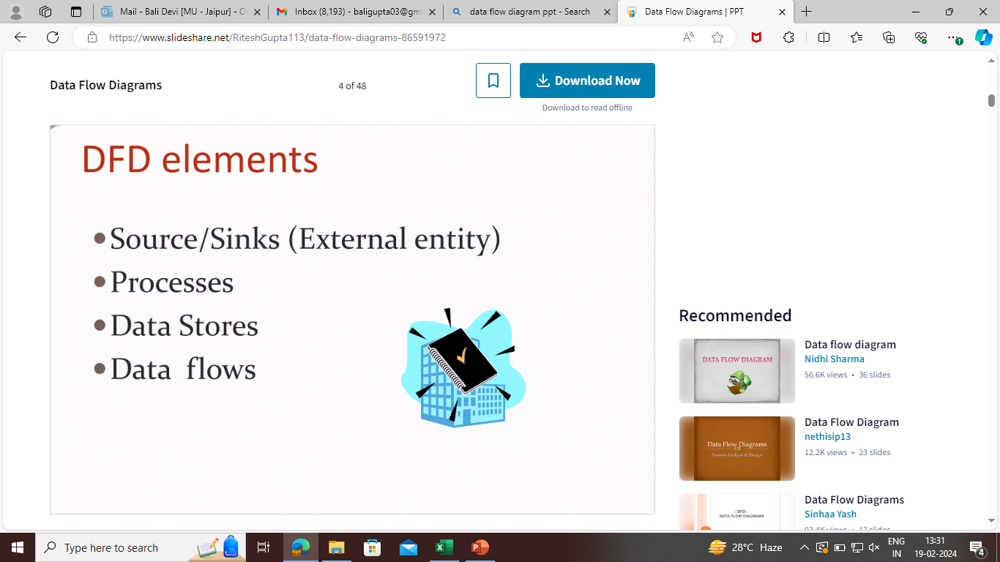 Mail - Bali Devi [MU - Jaipur] - O
Inbox (8,193) - baligupta03@gm
data flow diagram ppt - Search
Data Flow Diagrams | PPT
https://www.slideshare.net/RiteshGupta113/data-flow-diagrams-86591972
Data Flow Diagrams
4 of 48
Download Now
Download to read offline
DFD elements
•Source/Sinks (External entity)
•Processes
•Data Stores
•Data flows
Recommended
DATA FLOW DIAGRAM
Data flow diagram
Nidhi Sharma
56.6K views • 36 slides
Data Flow Diagrams
System Analysis & Design
Data Flow Diagram
nethisip13
12.2K views • 23 slides
::DFD::
DATA FLOW DIAGRAMS
Data Flow Diagrams
Sinhaa Yash
93.4K views • 17 slides
Type here to search
28°C Haze
ENG
IN
13:31
19-02-2024
4